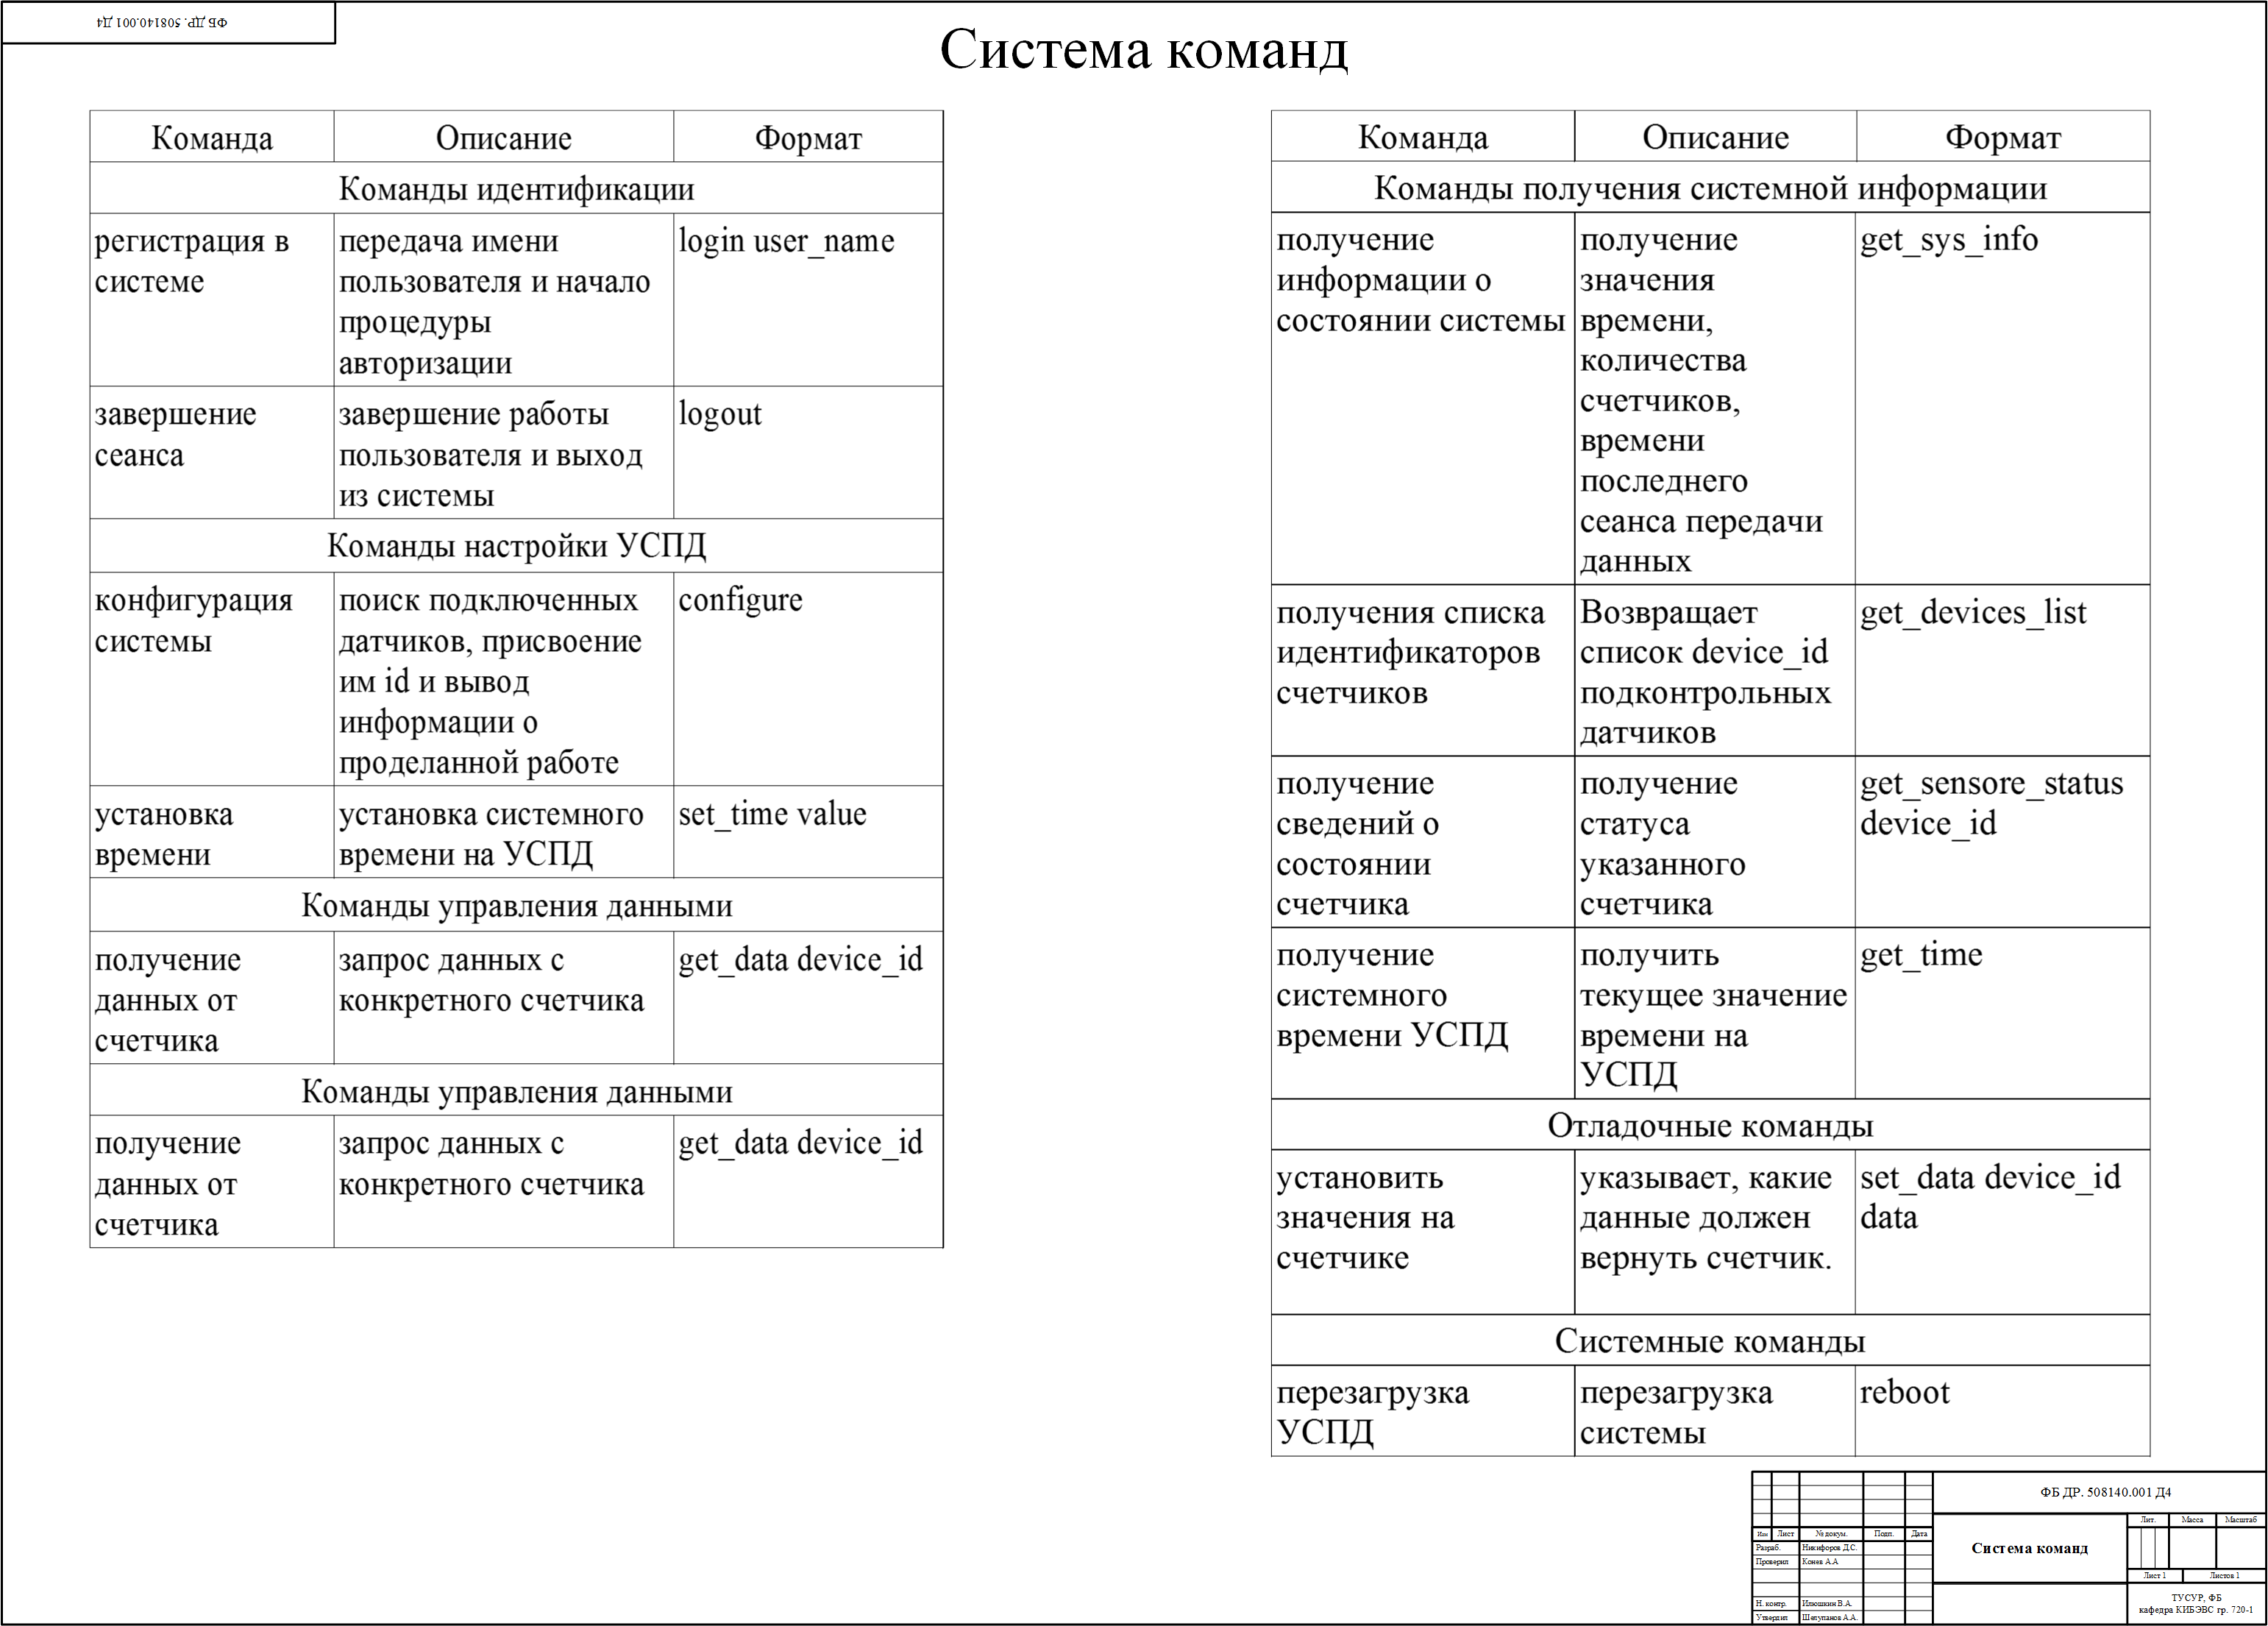 ФБ ДР. 508140.001 Д4
Система команд
Команда Описание Формат
Команды идентификации
регистрация в
системе
передача имени
пользователя и начало
процедуры
авторизации
login user_name
завершение
сеанса
завершение работы
пользователя и выход
из системы
logout
Команды настройки УСПД
конфигурация
системы
поиск подключенных
датчиков, присвоение
им id и вывод
информации о
проделанной работе
configure
установка
времени
установка системного
времени на УСПД
set_time value
Команды управления данными
получение
данных от
счетчика
запрос данных с
конкретного счетчика
get_data device_id
Команды управления данными
получение
данных от
счетчика
запрос данных с
конкретного счетчика
get_data device_id
Команда Описание Формат
Команды получения системной информации
получение
информации о
состоянии системы
получение
значения
времени,
количества
счетчиков,
времени
последнего
сеанса передачи
данных
get_sys_info
получения списка
идентификаторов
счетчиков
Возвращает
список device_id
подконтрольных
датчиков
get_devices_list
получение
сведений о
состоянии
счетчика
получение
статуса
указанного
счетчика
get_sensore_status
device_id
получение
системного
времени УСПД
получить
текущее значение
времени на
УСПД
get_time
Отладочные команды
установить
значения на
счетчике
указывает, какие
данные должен
вернуть счетчик.
set_data device_id
data
Системные команды
перезагрузка
УСПД
перезагрузка
системы
reboot
ФБ ДР. 508140.001 Д4
Изм Лист № докум. Подп. Дата
Разраб. Никифоров Д.С.
Проверил Конев А.А
Н. контр. Илюшкин В.А.
Утвердил Шелупанов А.А.
Система команд
Лит. Масса Масштаб
Лист 1 Листов 1
ТУСУР, ФБ
кафедра КИБЭВС гр. 720-1